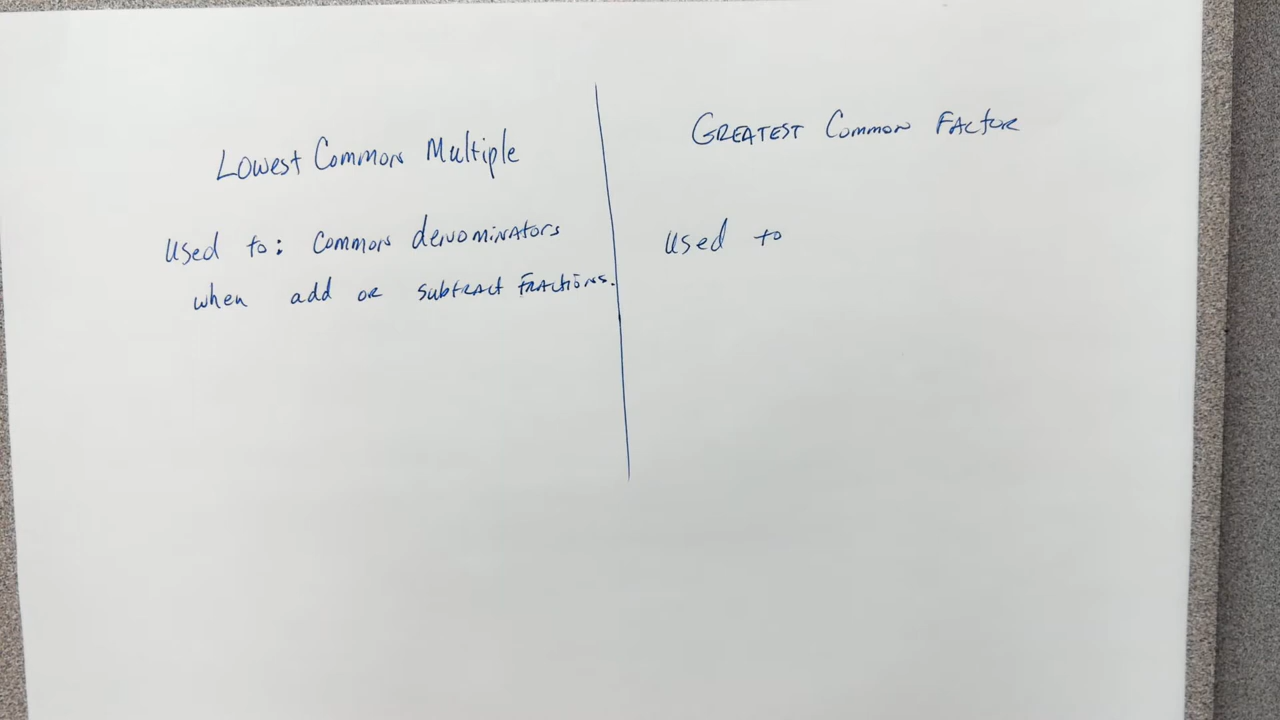 Lowest Common Multiple
Used to: Common denominators
when add or subtract fractions.
GREATEST Common FACtor
Used to